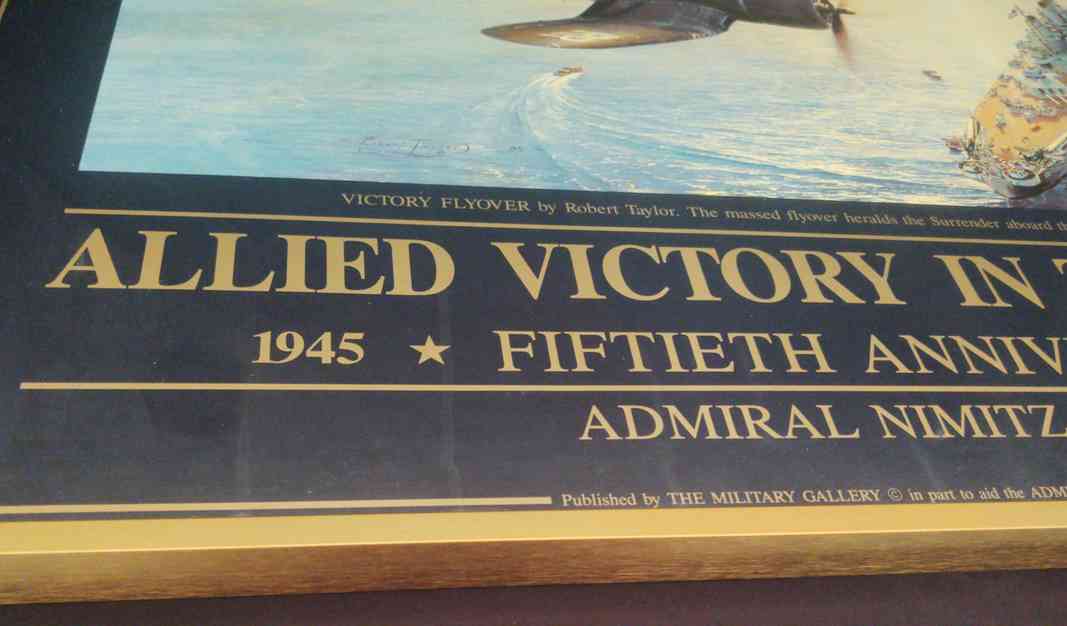 VICTORY FLYOVER by Robert Taylor. The massed flyover heralds the Surrender aboard
ALLIED VICTORY IN
1945 ★ FIFTIETH ANNIV
ADMIRAL NIMITZ
Published by THE MILITARY GALLERY © in part to aid the ADM